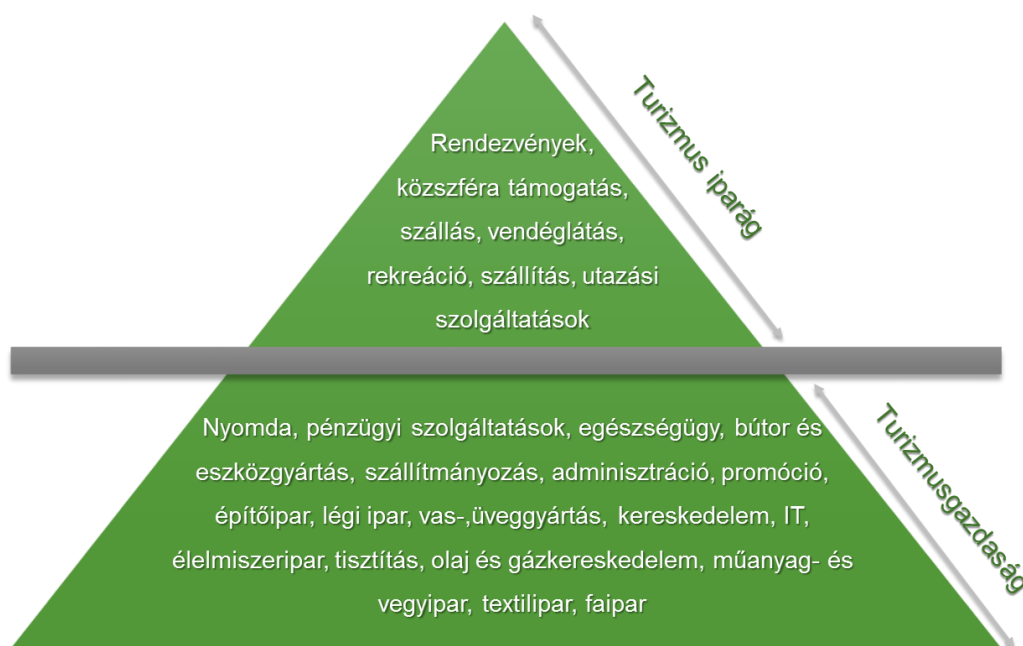 Rendezvények,
közszféra támogatás,
szállás, vendéglátás,
rekreáció, szállítás, utazási
szolgáltatások
Turizmus iparág
Nyomda, pénzügyi szolgáltatások, egészségügy, bútor és
eszközgyártás, szállítmányozás, adminisztráció, promóció,
építőipar, légi ipar, vas-,üveggyártás, kereskedelem, IT,
élelmiszeripar, tisztítás, olaj és gázkereskedelem, műanyag- és
vegyipar, textilipar, faipar
Turizmusgazdaság